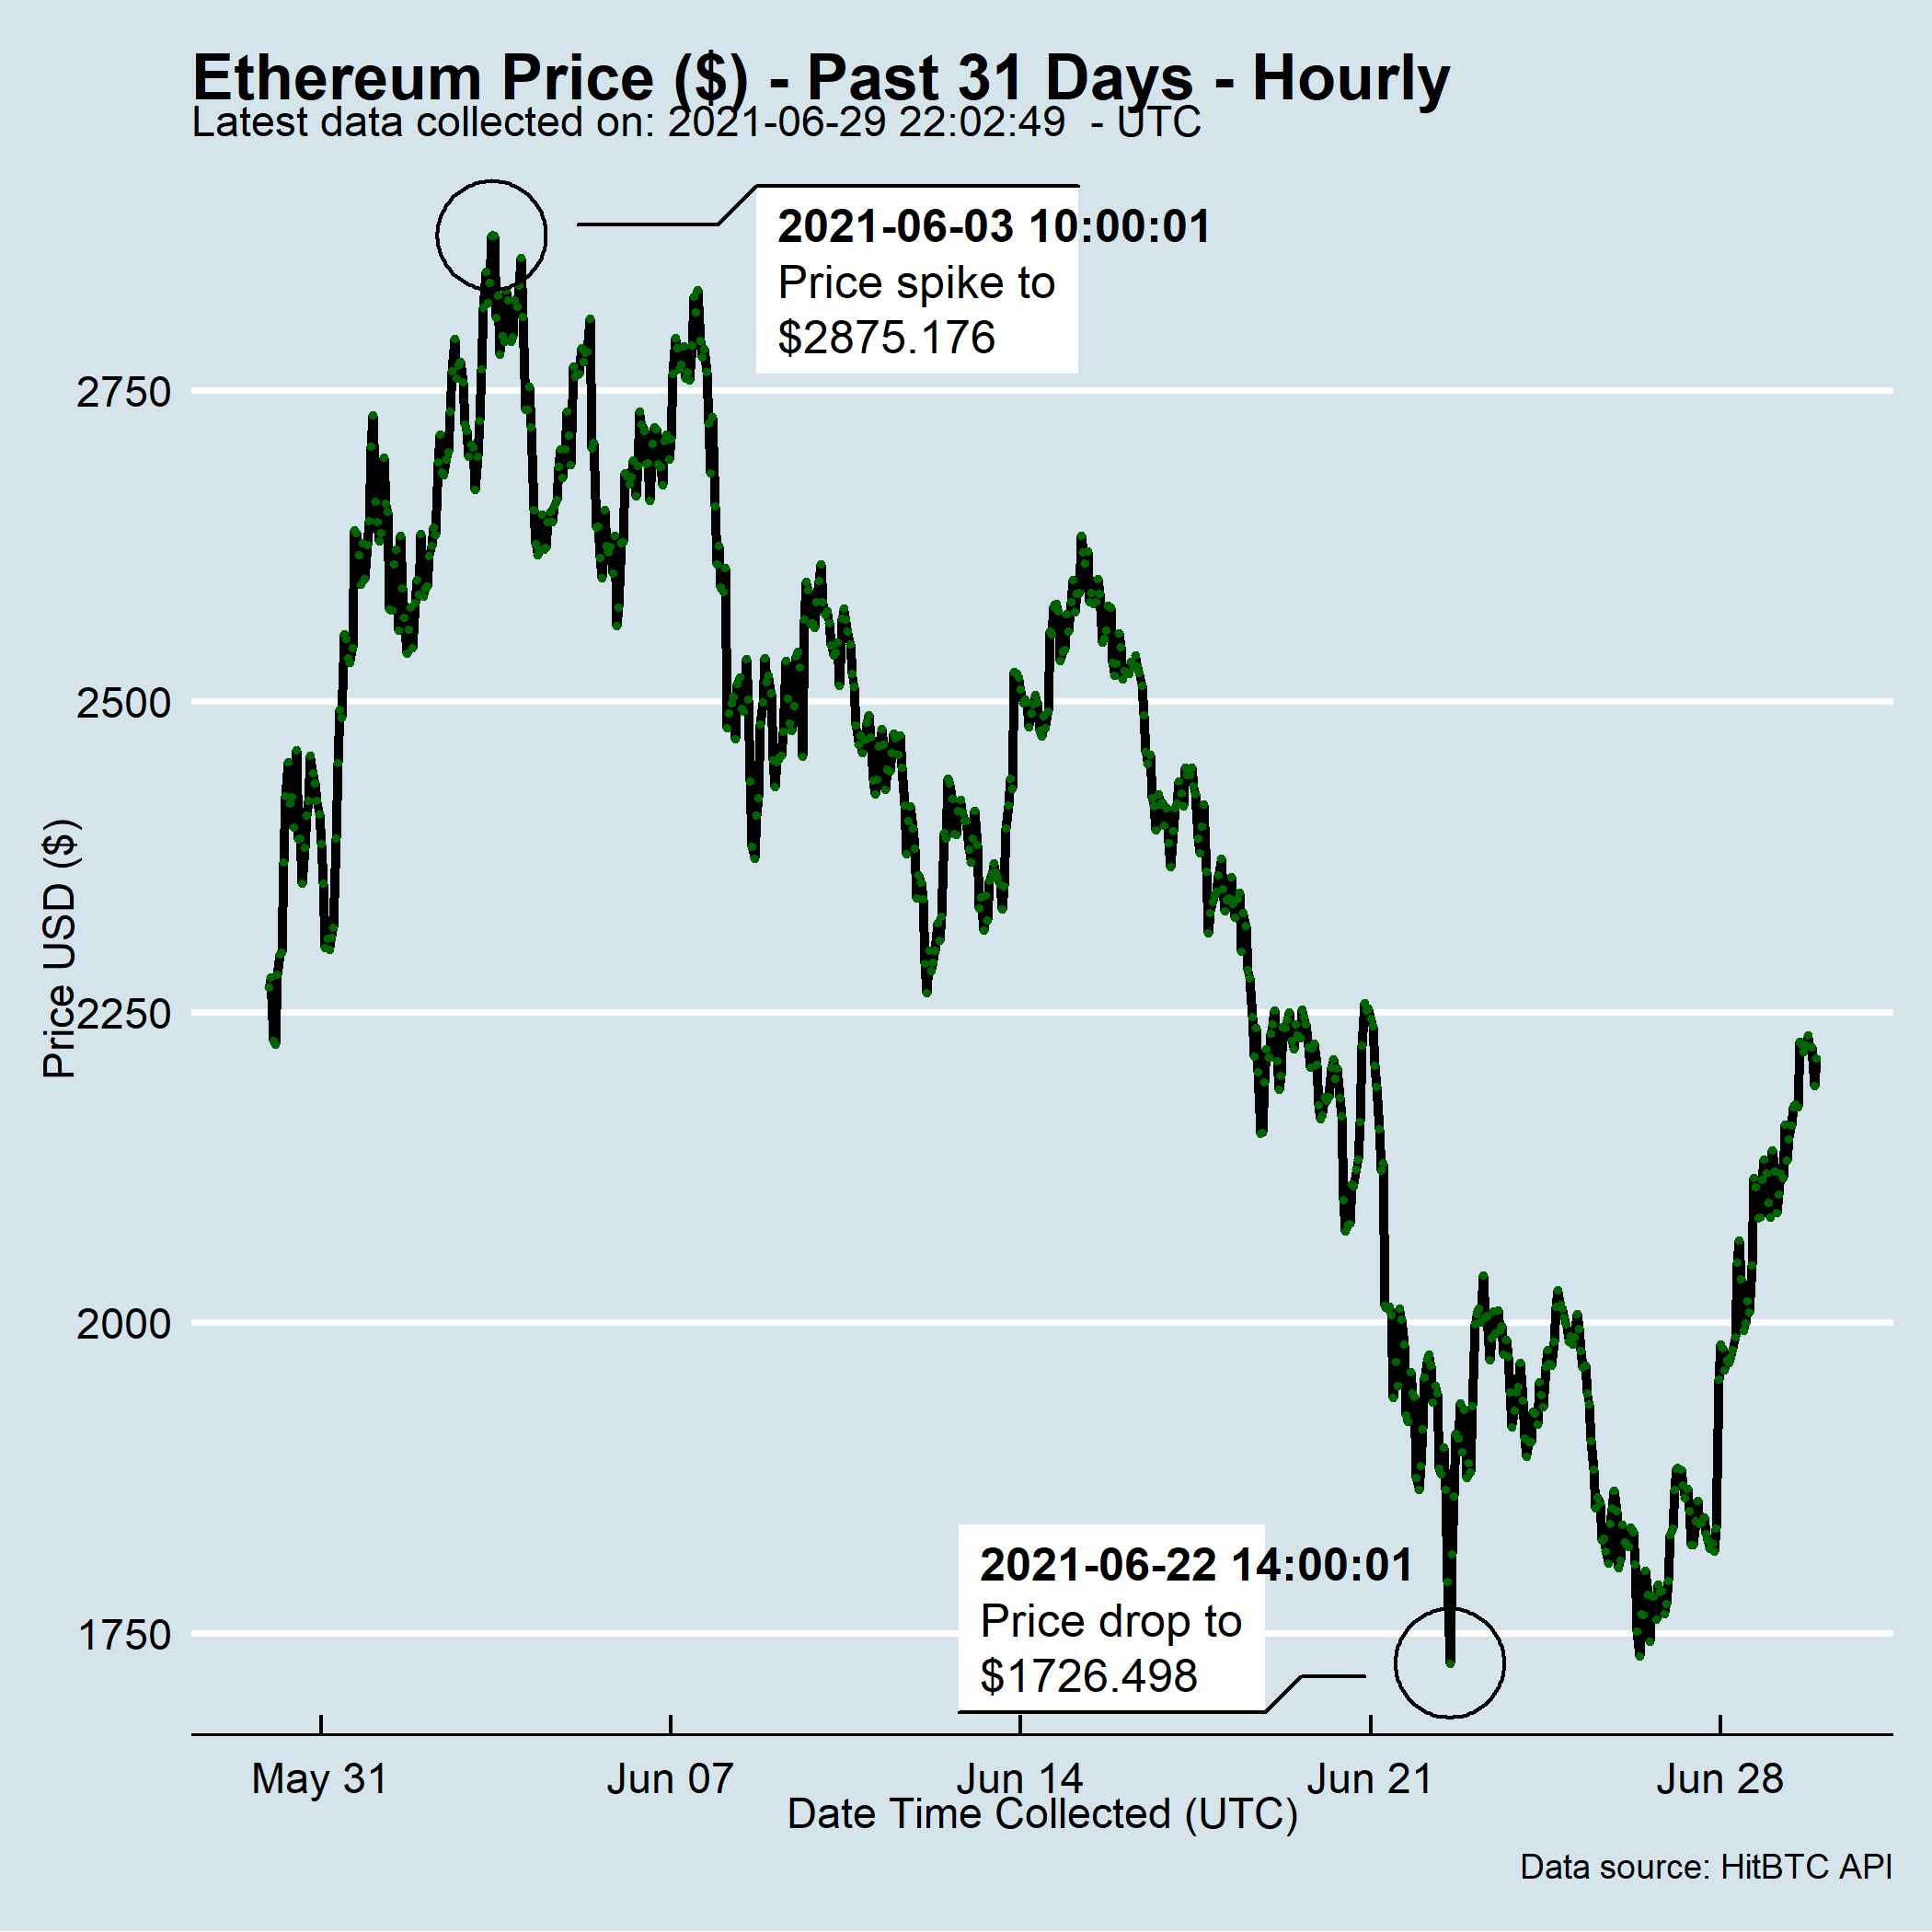 Ethereum Price ($) - Past 31 Days - Hourly
Latest data collected on: 2021-06-29 22:02:49  - UTC
2021-06-03 10:00:01
Price spike to
$2875.176
2750
2500
2250
2000
1750
Price USD ($)
2021-06-22 14:00:01
Price drop to
$1726.498
May 31
Jun 07
Jun 14
Jun 21
Jun 28
Date Time Collected (UTC)
Data source: HitBTC API